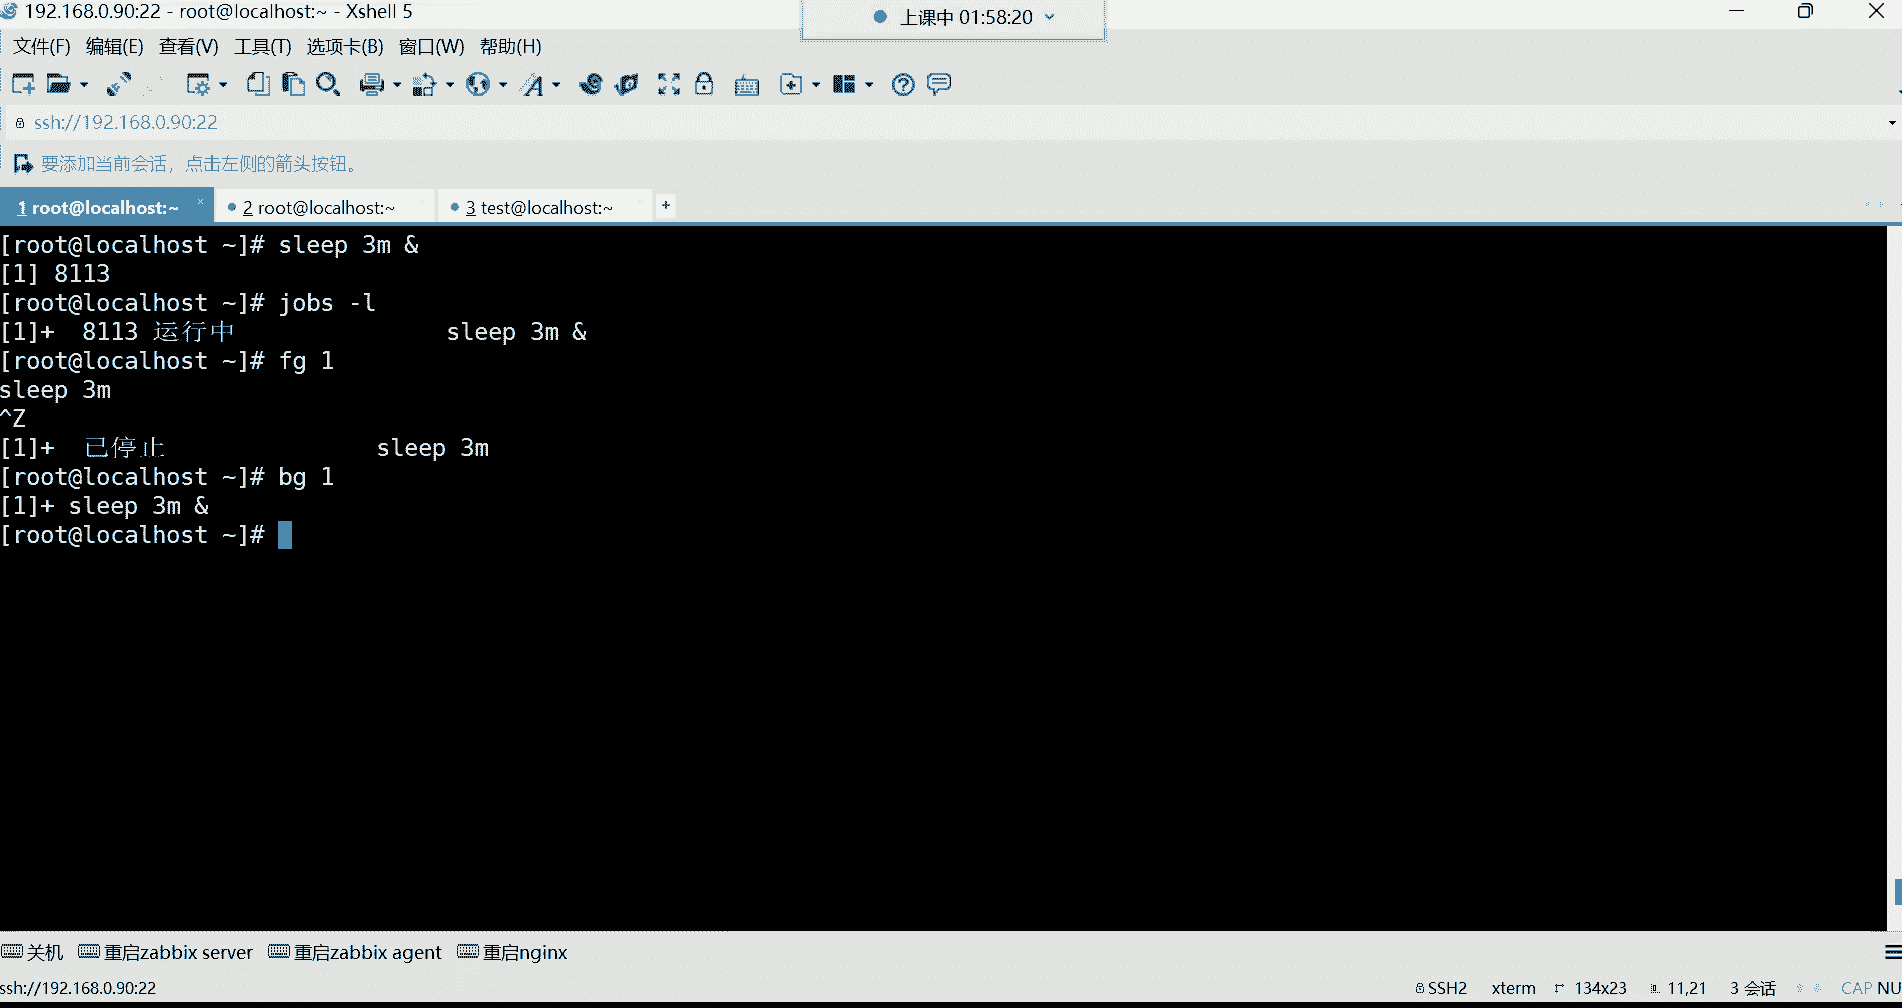 192.168.0.90:22 - root@localhost:~ - Xshell 5
上课中 01:58:20
文件(F) 编辑(E) 查看(V) 工具(T) 选项卡(B) 窗口(W) 帮助(H)
ssh://192.168.0.90:22
要添加当前会话，点击左侧的箭头按钮。
1 root@localhost:~ 2 root@localhost:~ 3 test@localhost:~ +
[root@localhost ~]# sleep 3m &
[1] 8113
[root@localhost ~]# jobs -l
[1]+  8113 运行中               sleep 3m &
[root@localhost ~]# fg 1
sleep 3m
^Z
[1]+  已停止               sleep 3m
[root@localhost ~]# bg 1
[1]+ sleep 3m &
[root@localhost ~]#
关机 重启zabbix server 重启zabbix agent 重启nginx
ssh://192.168.0.90:22 SSH2 xterm 134x23 11,21 3 会话 CAP NU